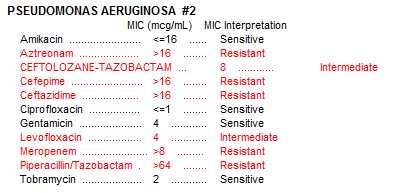 PSEUDOMONAS AERUGINOSA #2
MIC (mcg/mL) MIC Interpretation
Amikacin .................... <=16 ...... Sensitive
Aztreonam .................. >16 ........ Resistant
CEFTOLOZANE-TAZOBACTAM ... 8 ............ Intermediate
Cefepime .................... >16 ........ Resistant
Ceftazidime ................. >16 ........ Resistant
Ciprofloxacin ............... <=1 ....... Sensitive
Gentamicin .................. 4 ............ Sensitive
Levofloxacin ................ 4 ............ Intermediate
Meropenem .................. >8 ......... Resistant
Piperacillin/Tazobactam . >64 ........ Resistant
Tobramycin .................. 2 ............ Sensitive